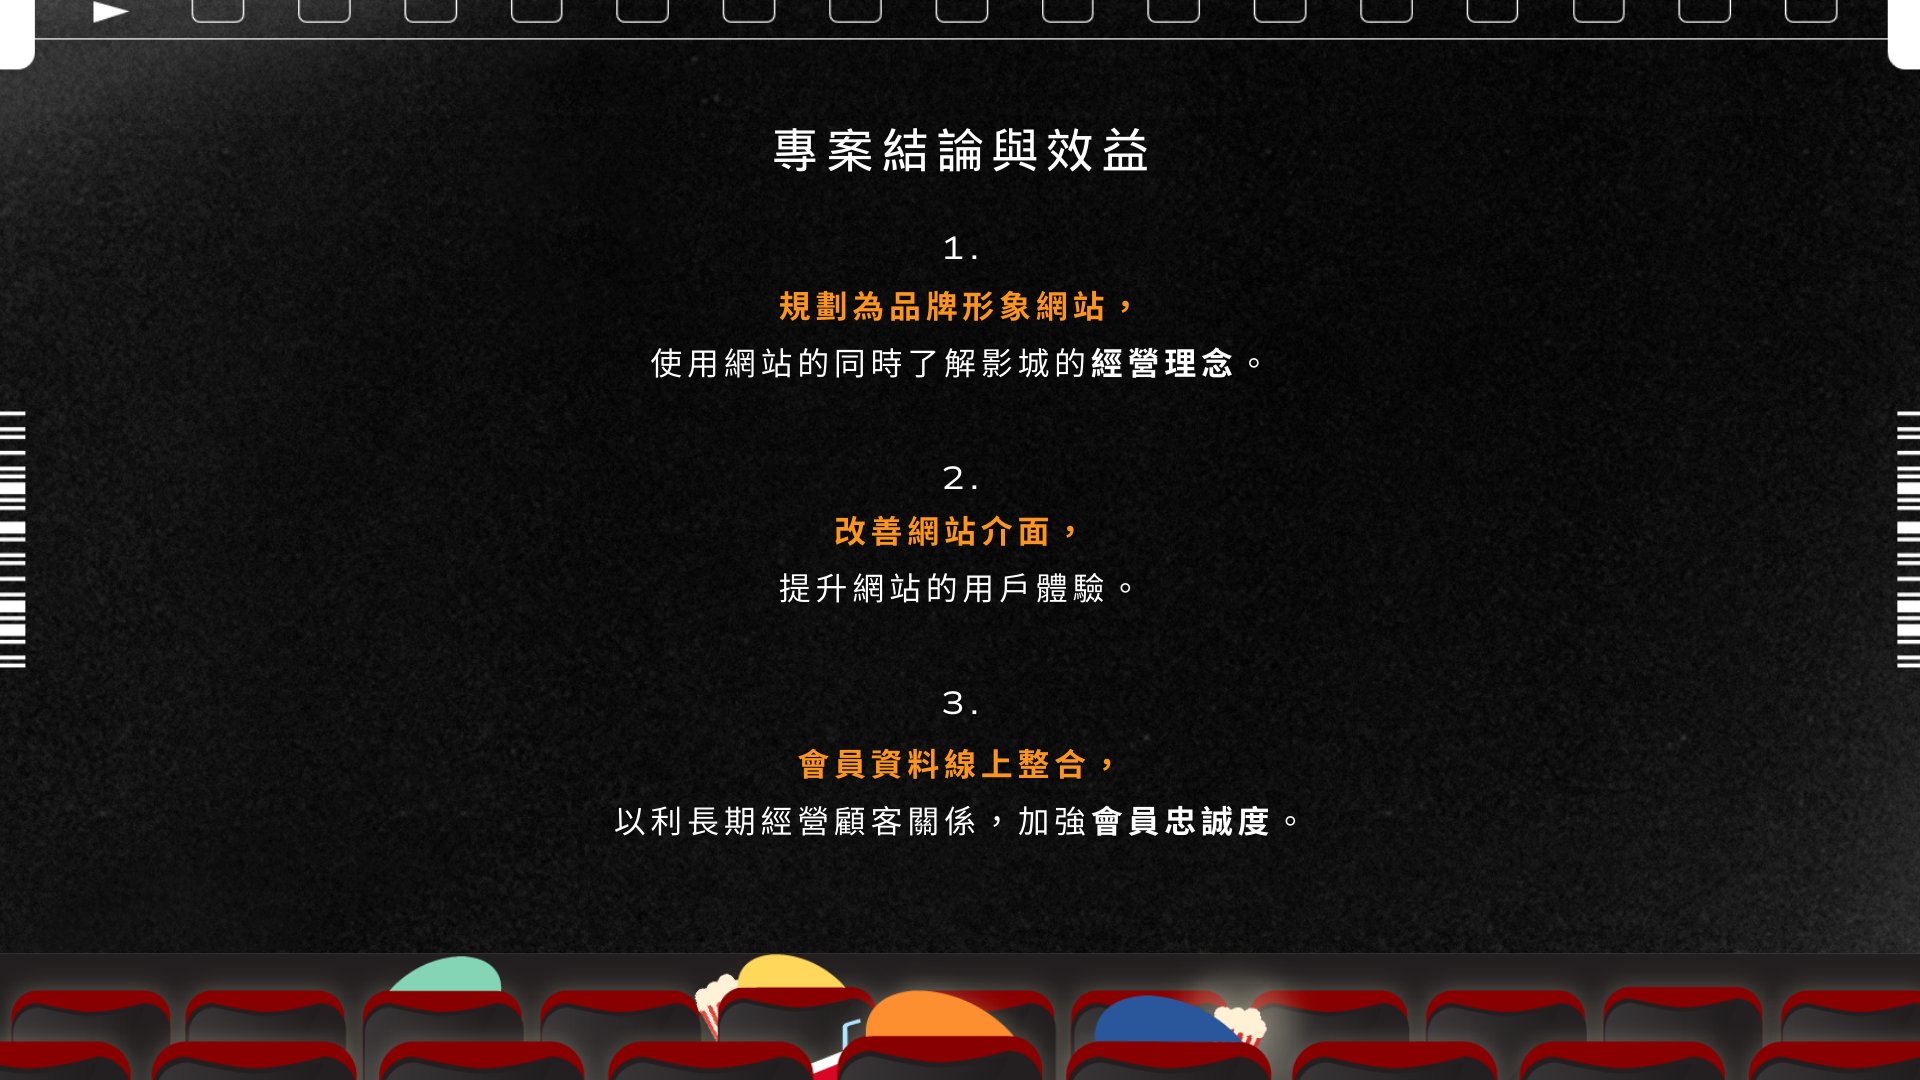 專案結論與效益
1.
規劃為品牌形象網站，
使用網站的同時了解影城的經營理念。
2.
改善網站介面，
提升網站的用戶體驗。
3.
會員資料線上整合，
以利長期經營顧客關係，加強會員忠誠度。